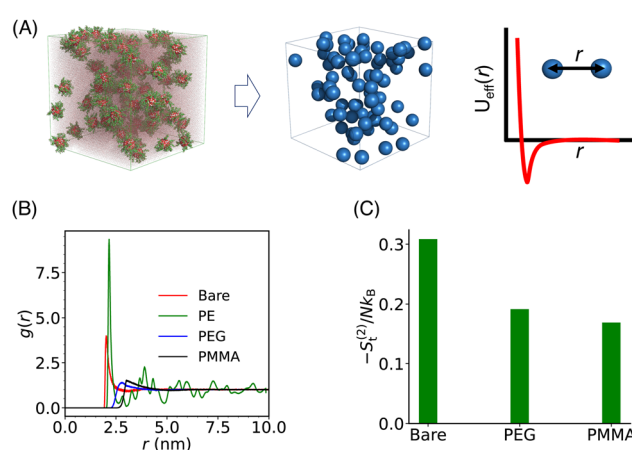 (A)
U_eff(r)
r
r
(B)
g(r)
7.5
5.0
2.5
0.0
Bare
PE
PEG
PMMA
0.0 2.5 5.0 7.5 10.0
r (nm)
(C)
−S_t^(2)/Nk_B
0.3
0.2
0.1
0.0
Bare PEG PMMA